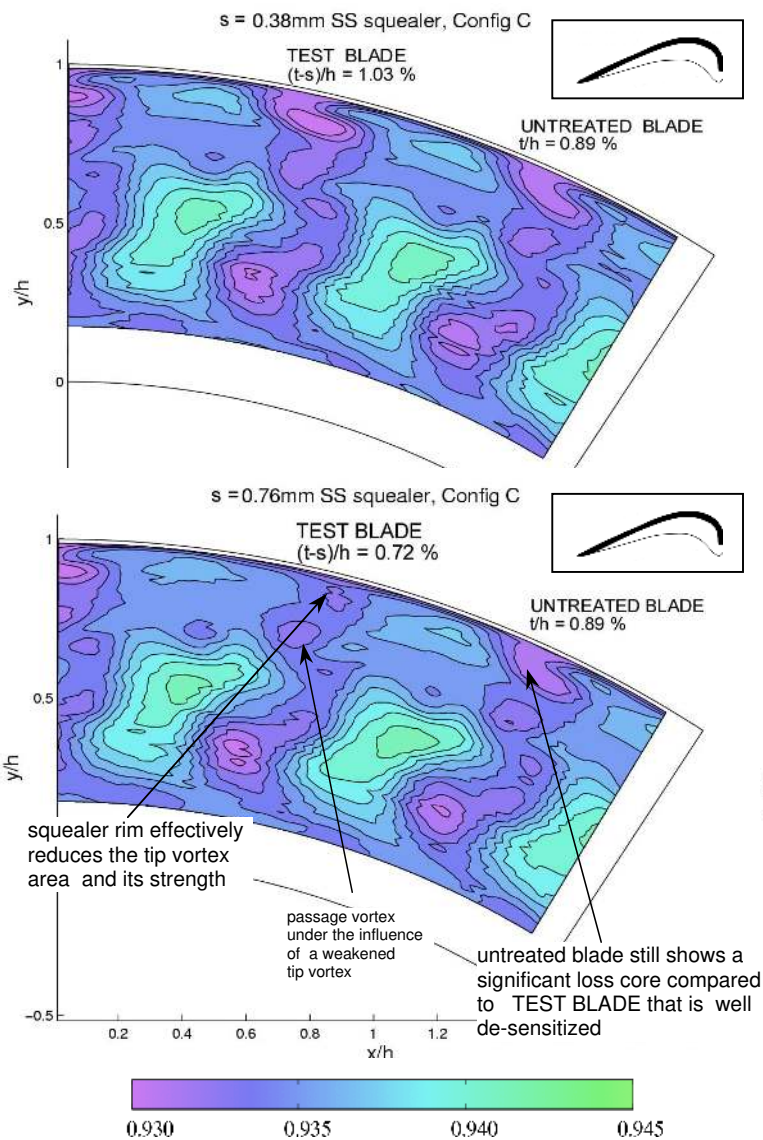 s = 0.38mm SS squealer, Config C
TEST BLADE
(t-s)/h = 1.03 %
UNTREATED BLADE
t/h = 0.89 %
1
0.5
y/h
0
s =0.76mm SS squealer, Config C
TEST BLADE
(t-s)/h = 0.72 %
UNTREATED BLADE
t/h = 0.89 %
1
0.5
y/h
squealer rim effectively
reduces the tip vortex
area and its strength
passage vortex
under the influence
of a weakened
tip vortex
untreated blade still shows a
significant loss core compared
to TEST BLADE that is well
de-sensitized
-0.5
0.2 0.4 0.6 0.8 1 1.2
x/h
0.930 0.935 0.940 0.945